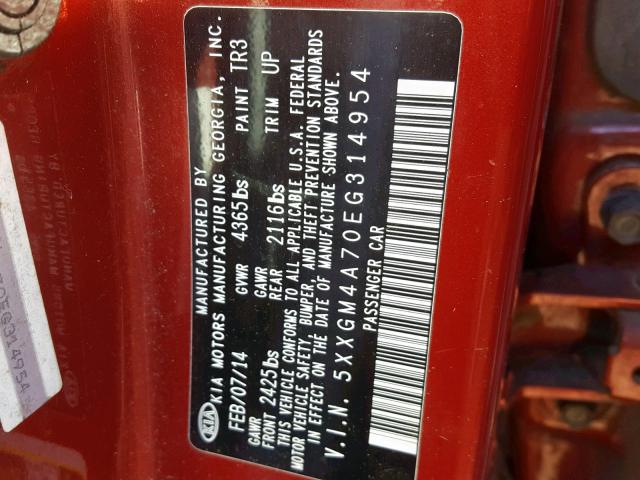 MANUFACTURED BY
KIA KIA MOTORS MANUFACTURING GEORGIA, INC.
FEB/07/14 GVWR 4365lbs PAINT TR3
GAWR FRONT 2425lbs GAWR REAR 2116lbs TRIM UP
THIS VEHICLE CONFORMS TO ALL APPLICABLE U.S.A. FEDERAL
MOTOR VEHICLE SAFETY, BUMPER, AND THEFT PREVENTION STANDARDS
IN EFFECT ON THE DATE OF MANUFACTURE SHOWN ABOVE.
V.I.N. 5XXGM4A70EG314954
PASSENGER CAR